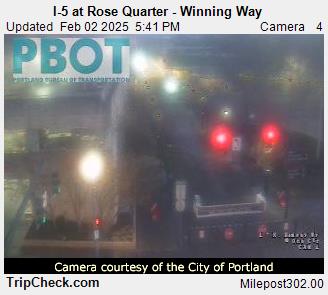 I-5 at Rose Quarter - Winning Way
Updated Feb 02 2025 5:41 PM Camera 4
PBOT
PORTLAND BUREAU OF TRANSPORTATION
Camera courtesy of the City of Portland
TripCheck.com Milepost302.00